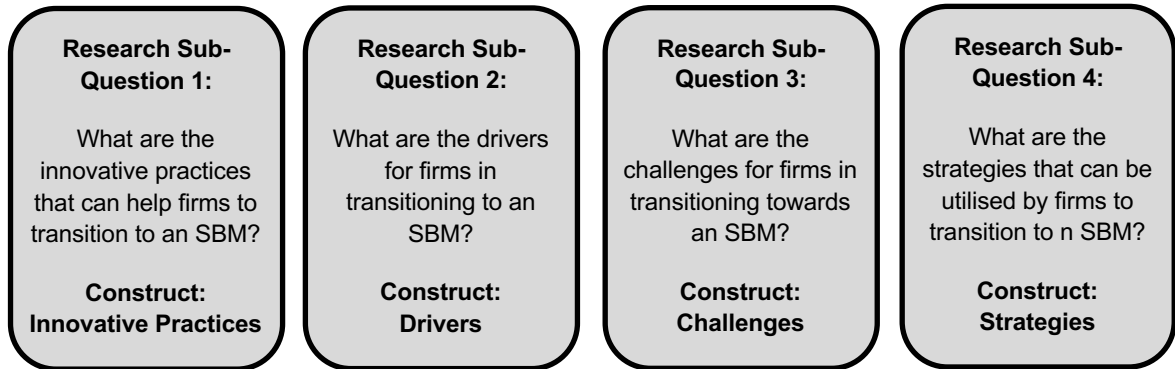 Research Sub-
Question 1:
What are the
innovative practices
that can help firms to
transition to an SBM?
Construct:
Innovative Practices
Research Sub-
Question 2:
What are the drivers
for firms in
transitioning to an
SBM?
Construct:
Drivers
Research Sub-
Question 3:
What are the
challenges for firms in
transitioning towards
an SBM?
Construct:
Challenges
Research Sub-
Question 4:
What are the
strategies that can be
utilised by firms to
transition to n SBM?
Construct:
Strategies